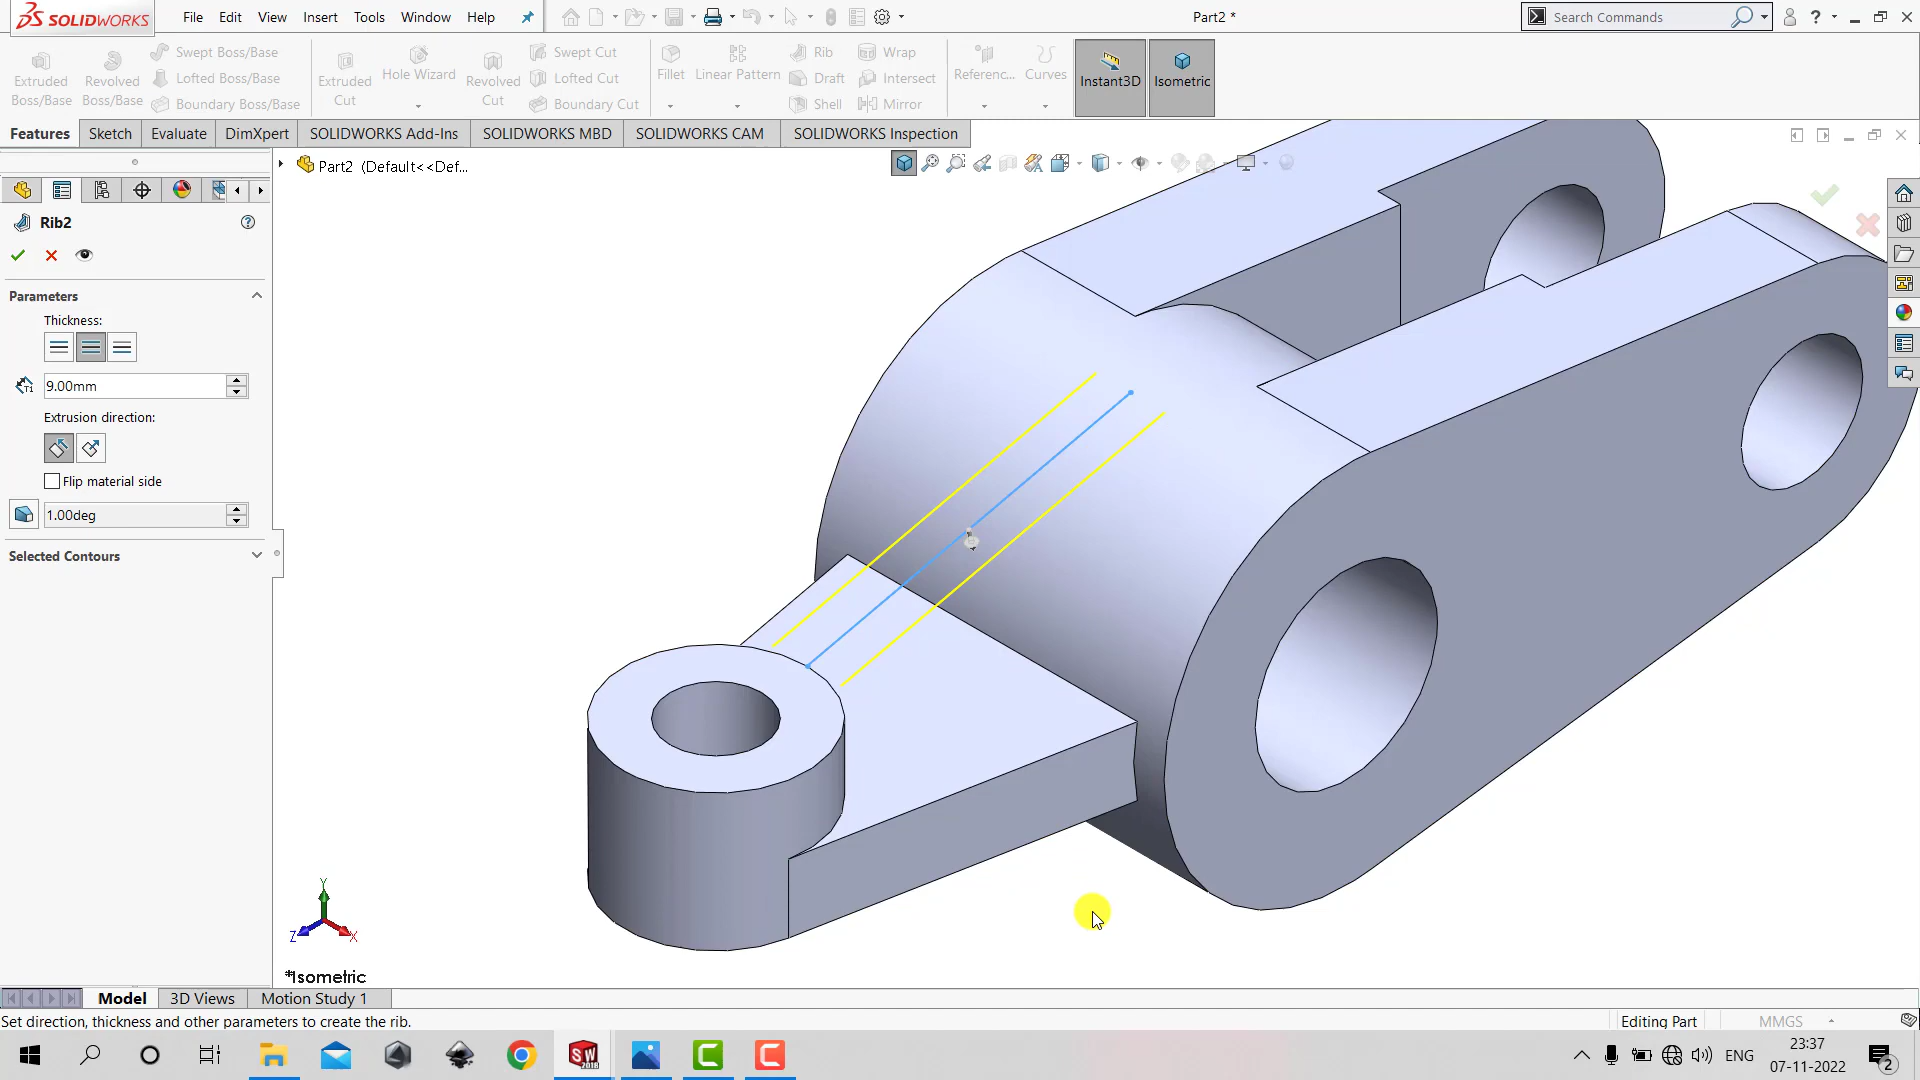 SOLIDWORKS
File Edit View Insert Tools Window Help
Part2 *
Search Commands
Extruded Boss/Base
Revolved Boss/Base
Swept Boss/Base
Lofted Boss/Base
Boundary Boss/Base
Extruded Cut
Hole Wizard
Revolved Cut
Swept Cut
Lofted Cut
Boundary Cut
Fillet
Linear Pattern
Rib
Draft
Shell
Wrap
Intersect
Mirror
Referenc...
Curves
Instant3D
Isometric
Features Sketch Evaluate DimXpert SOLIDWORKS Add-Ins SOLIDWORKS MBD SOLIDWORKS CAM SOLIDWORKS Inspection
Part2 (Default<<Def...
Rib2
Parameters
Thickness:
T1
9.00mm
Extrusion direction:
Flip material side
1.00deg
Selected Contours
Y
Z
X
*Isometric
Model 3D Views Motion Study 1
Set direction, thickness and other parameters to create the rib.
Editing Part MMGS
SW
2018
ENG
23:37
07-11-2022
2